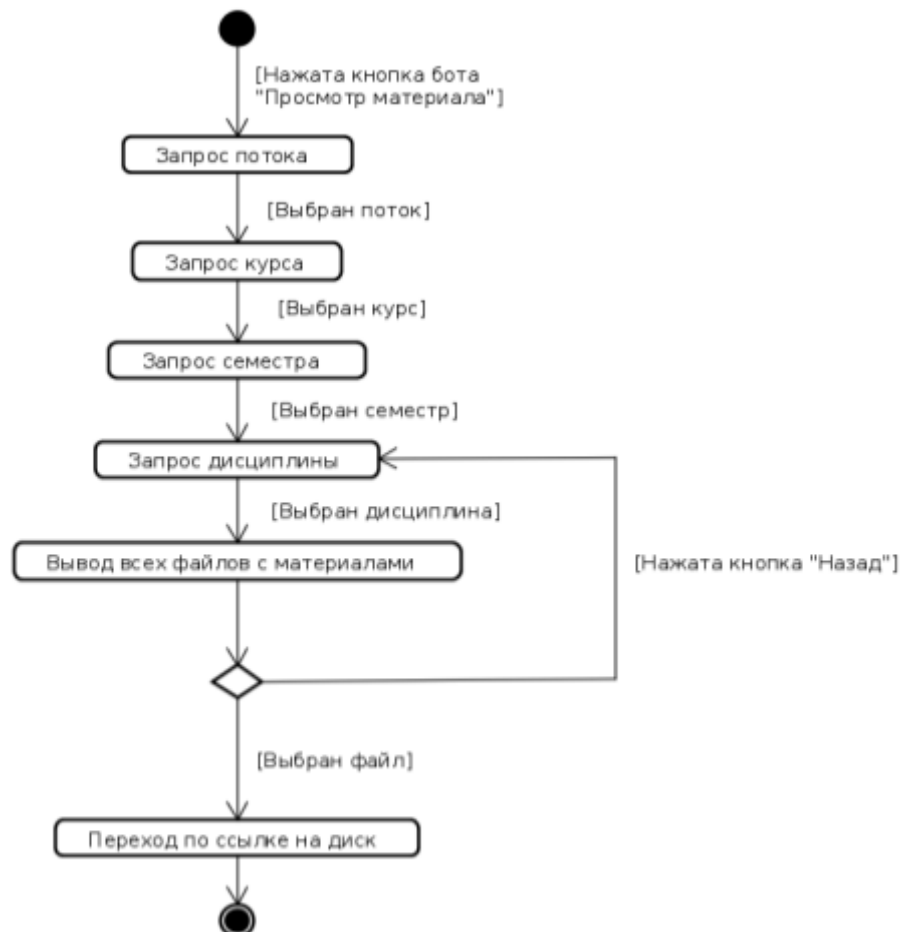 [Нажата кнопка бота
"Просмотр материала"]
Запрос потока
[Выбран поток]
Запрос курса
[Выбран курс]
Запрос семестра
[Выбран семестр]
Запрос дисциплины
[Выбран дисциплина]
Вывод всех файлов с материалами
[Нажата кнопка "Назад"]
[Выбран файл]
Переход по ссылке на диск